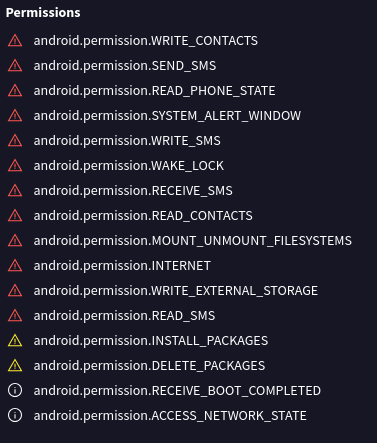 Permissions
android.permission.WRITE_CONTACTS
android.permission.SEND_SMS
android.permission.READ_PHONE_STATE
android.permission.SYSTEM_ALERT_WINDOW
android.permission.WRITE_SMS
android.permission.WAKE_LOCK
android.permission.RECEIVE_SMS
android.permission.READ_CONTACTS
android.permission.MOUNT_UNMOUNT_FILESYSTEMS
android.permission.INTERNET
android.permission.WRITE_EXTERNAL_STORAGE
android.permission.READ_SMS
android.permission.INSTALL_PACKAGES
android.permission.DELETE_PACKAGES
android.permission.RECEIVE_BOOT_COMPLETED
android.permission.ACCESS_NETWORK_STATE